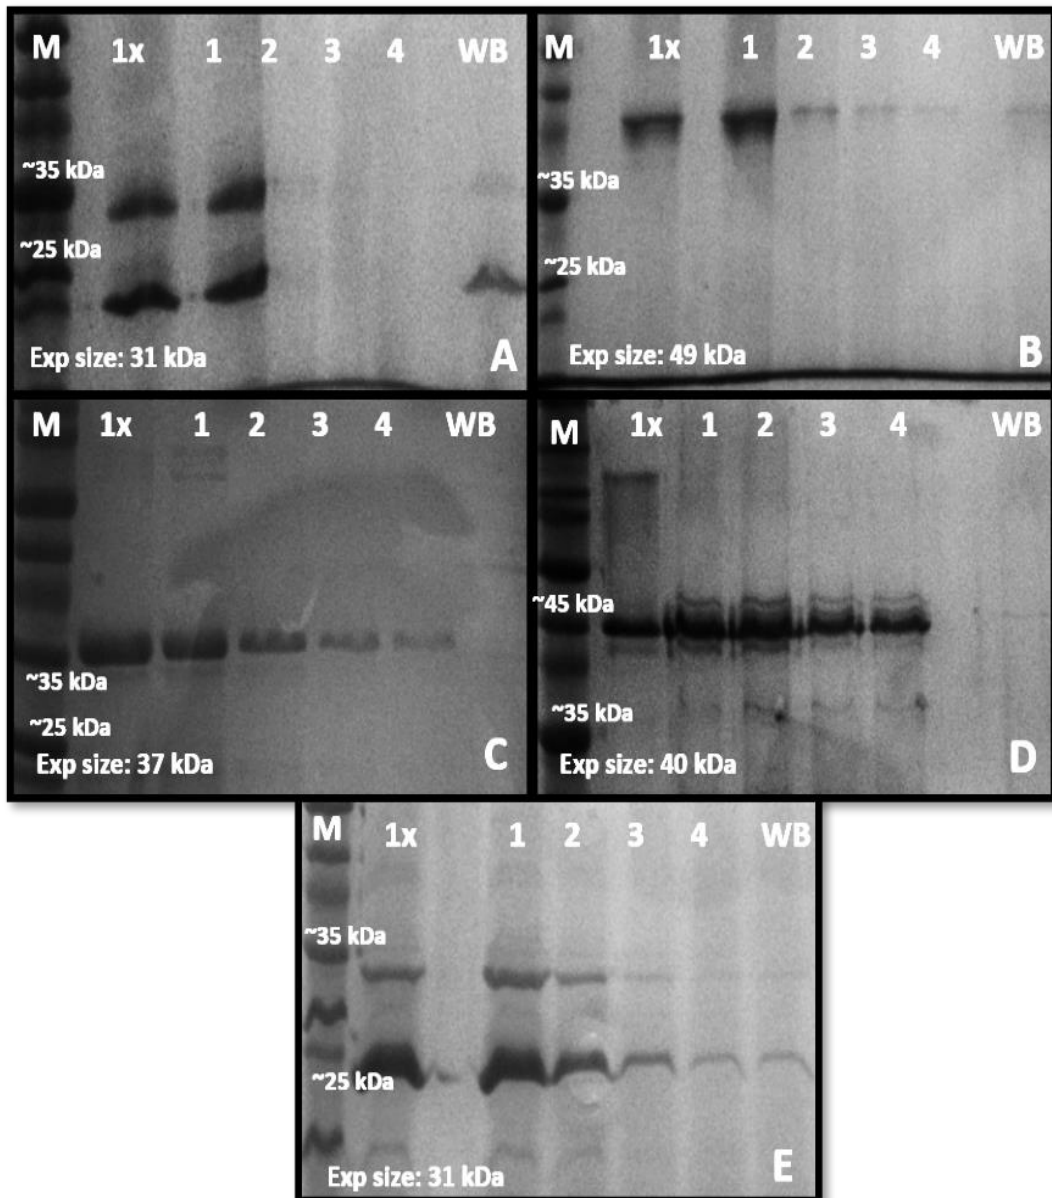 M 1x 1 2 3 4 WB
~35 kDa
~25 kDa
Exp size: 31 kDa A
M 1x 1 2 3 4 WB
~35 kDa
~25 kDa
Exp size: 49 kDa B
M 1x 1 2 3 4 WB
~35 kDa
~25 kDa
Exp size: 37 kDa C
M 1x 1 2 3 4 WB
~45 kDa
~35 kDa
Exp size: 40 kDa D
M 1x 1 2 3 4 WB
~35 kDa
~25 kDa
Exp size: 31 kDa E